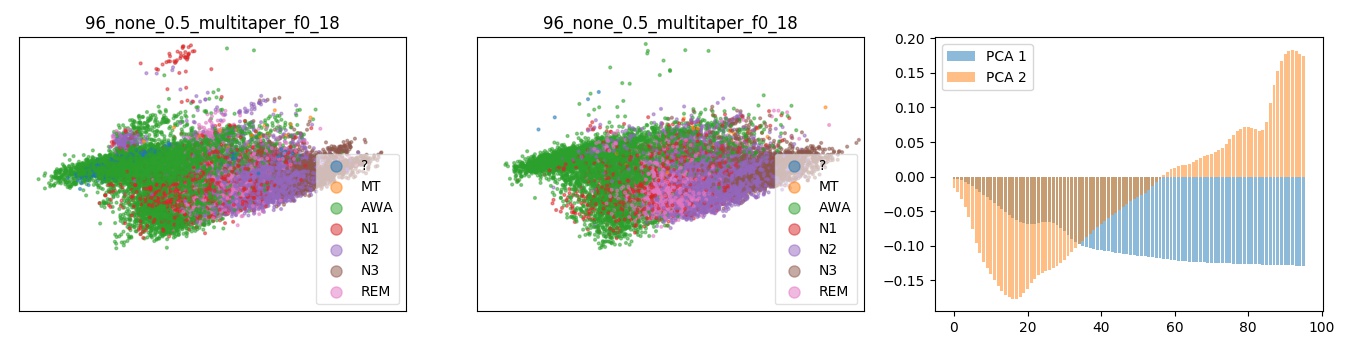 96_none_0.5_multitaper_f0_18
?
MT
AWA
N1
N2
N3
REM
96_none_0.5_multitaper_f0_18
?
MT
AWA
N1
N2
N3
REM
PCA 1
PCA 2
0.20
0.15
0.10
0.05
0.00
−0.05
−0.10
−0.15
0 20 40 60 80 100